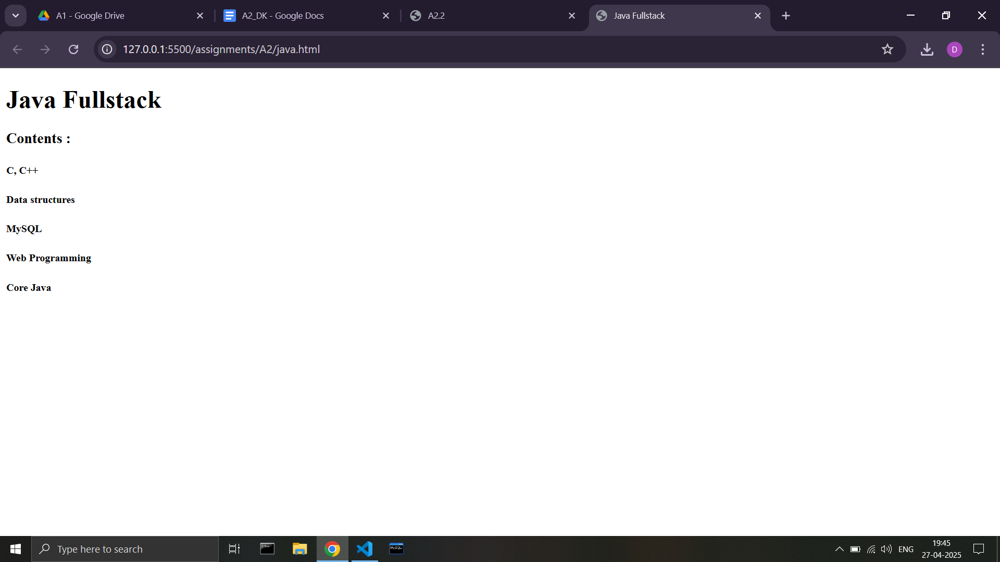 A1 - Google Drive
A2_DK - Google Docs
A2.2
Java Fullstack
127.0.0.1:5500/assignments/A2/java.html
D
Java Fullstack
Contents :
C, C++
Data structures
MySQL
Web Programming
Core Java
Type here to search
MySQL
ENG
19:45
27-04-2025